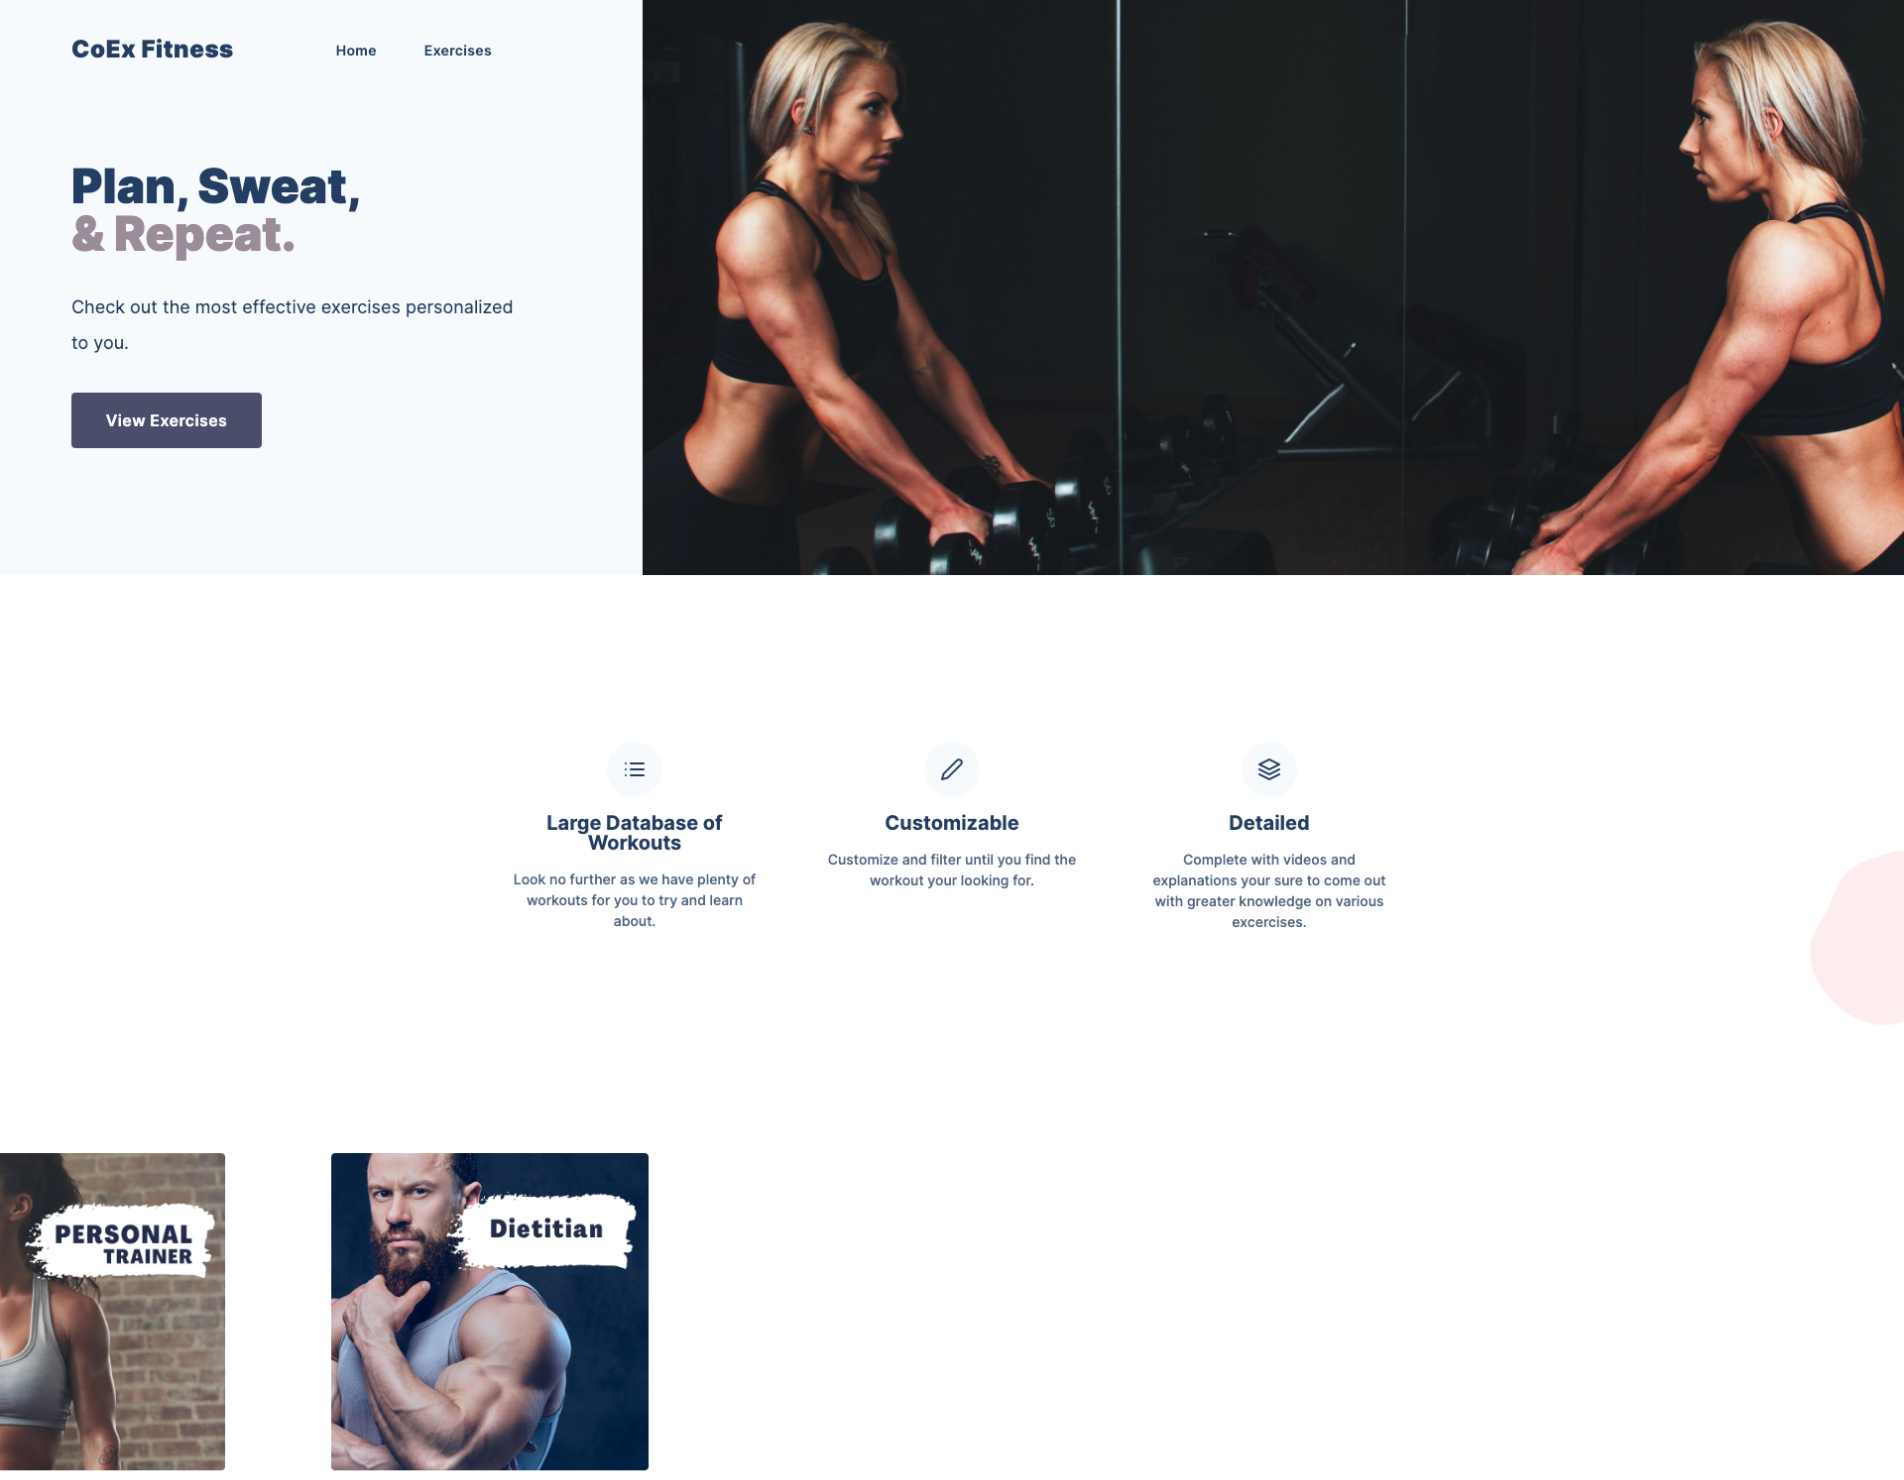 CoEx Fitness
Home
Exercises
Plan, Sweat,
& Repeat.
Check out the most effective exercises personalized
to you.
View Exercises
Large Database of
Workouts
Look no further as we have plenty of
workouts for you to try and learn
about.
Customizable
Customize and filter until you find the
workout your looking for.
Detailed
Complete with videos and
explanations your sure to come out
with greater knowledge on various
excercises.
PERSONAL
TRAINER
Dietitian